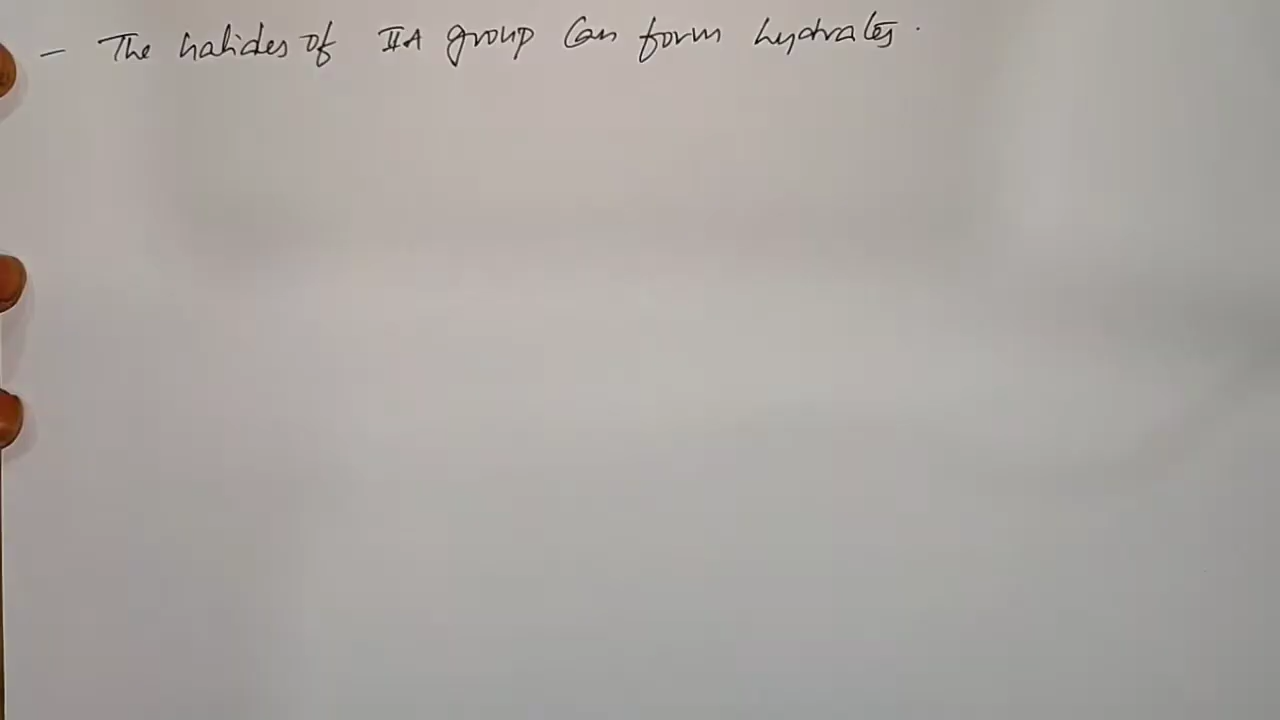 - The halides of IIA group Can form hydrates.